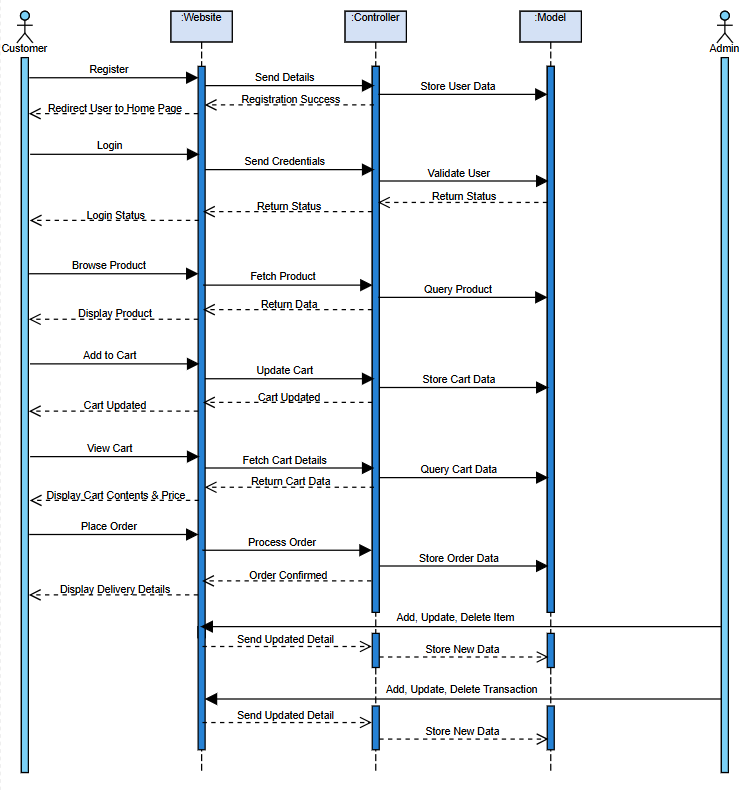 :Website
:Controller
:Model
Customer
Admin
Register
Send Details
Store User Data
Registration Success
Redirect User to Home Page
Login
Send Credentials
Validate User
Return Status
Return Status
Login Status
Browse Product
Fetch Product
Query Product
Return Data
Display Product
Add to Cart
Update Cart
Store Cart Data
Cart Updated
Cart Updated
View Cart
Fetch Cart Details
Query Cart Data
Return Cart Data
Display Cart Contents & Price
Place Order
Process Order
Store Order Data
Order Confirmed
Display Delivery Details
Add, Update, Delete Item
Send Updated Detail
Store New Data
Add, Update, Delete Transaction
Send Updated Detail
Store New Data